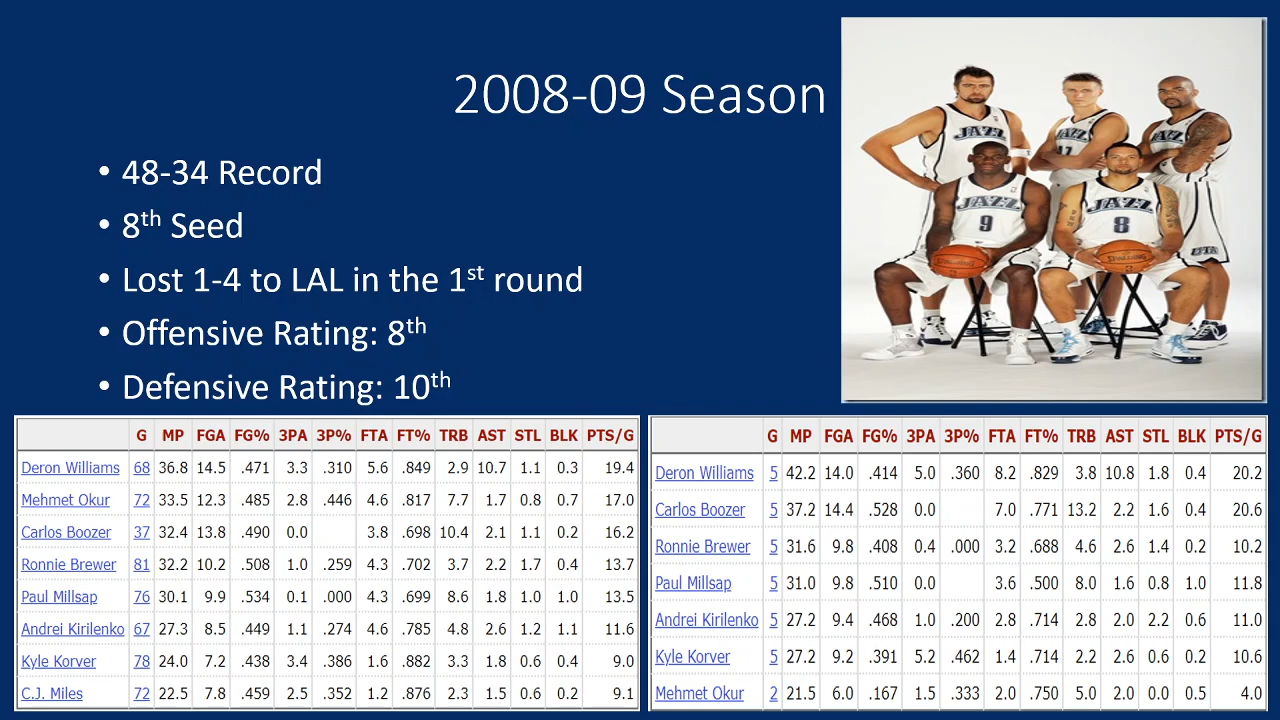 2008-09 Season
• 48-34 Record
• 8th Seed
• Lost 1-4 to LAL in the 1st round
• Offensive Rating: 8th
• Defensive Rating: 10th
JAZZ JAZZ JAZZ
JAZZ JAZZ
9 8
UTA
SPALDING
G MP FGA FG% 3PA 3P% FTA FT% TRB AST STL BLK PTS/G
Deron Williams 68 36.8 14.5 .471 3.3 .310 5.6 .849 2.9 10.7 1.1 0.3 19.4
Mehmet Okur 72 33.5 12.3 .485 2.8 .446 4.6 .817 7.7 1.7 0.8 0.7 17.0
Carlos Boozer 37 32.4 13.8 .490 0.0 3.8 .698 10.4 2.1 1.1 0.2 16.2
Ronnie Brewer 81 32.2 10.2 .508 1.0 .259 4.3 .702 3.7 2.2 1.7 0.4 13.7
Paul Millsap 76 30.1 9.9 .534 0.1 .000 4.3 .699 8.6 1.8 1.0 1.0 13.5
Andrei Kirilenko 67 27.3 8.5 .449 1.1 .274 4.6 .785 4.8 2.6 1.2 1.1 11.6
Kyle Korver 78 24.0 7.2 .438 3.4 .386 1.6 .882 3.3 1.8 0.6 0.4 9.0
C.J. Miles 72 22.5 7.8 .459 2.5 .352 1.2 .876 2.3 1.5 0.6 0.2 9.1
G MP FGA FG% 3PA 3P% FTA FT% TRB AST STL BLK PTS/G
Deron Williams 5 42.2 14.0 .414 5.0 .360 8.2 .829 3.8 10.8 1.8 0.4 20.2
Carlos Boozer 5 37.2 14.4 .528 0.0 7.0 .771 13.2 2.2 1.6 0.4 20.6
Ronnie Brewer 5 31.6 9.8 .408 0.4 .000 3.2 .688 4.6 2.6 1.4 0.2 10.2
Paul Millsap 5 31.0 9.8 .510 0.0 3.6 .500 8.0 1.6 0.8 1.0 11.8
Andrei Kirilenko 5 27.2 9.4 .468 1.0 .200 2.8 .714 2.8 2.0 2.2 0.6 11.0
Kyle Korver 5 27.2 9.2 .391 5.2 .462 1.4 .714 2.2 2.6 0.6 0.2 10.6
Mehmet Okur 2 21.5 6.0 .167 1.5 .333 2.0 .750 5.0 2.0 0.0 0.5 4.0